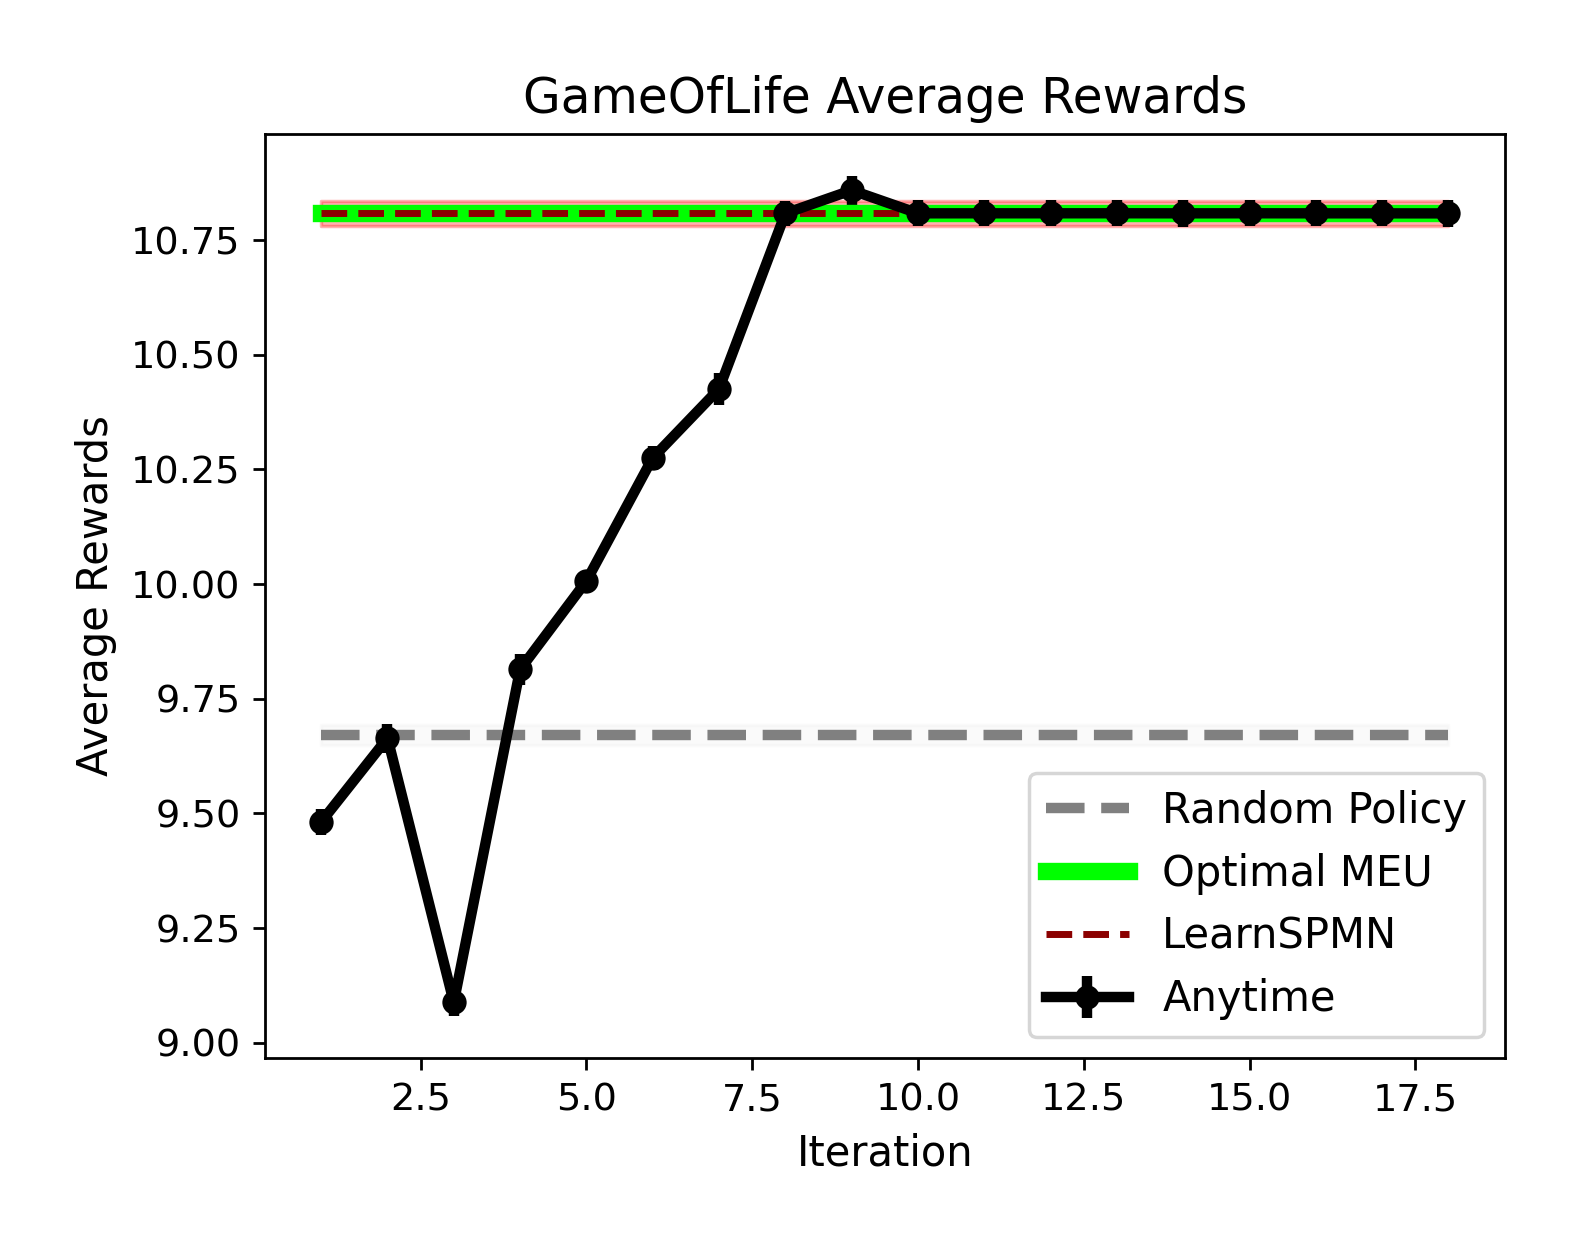 GameOfLife Average Rewards
Average Rewards
10.75
10.50
10.25
10.00
9.75
9.50
9.25
9.00
Random Policy
Optimal MEU
LearnSPMN
Anytime
2.5 5.0 7.5 10.0 12.5 15.0 17.5
Iteration